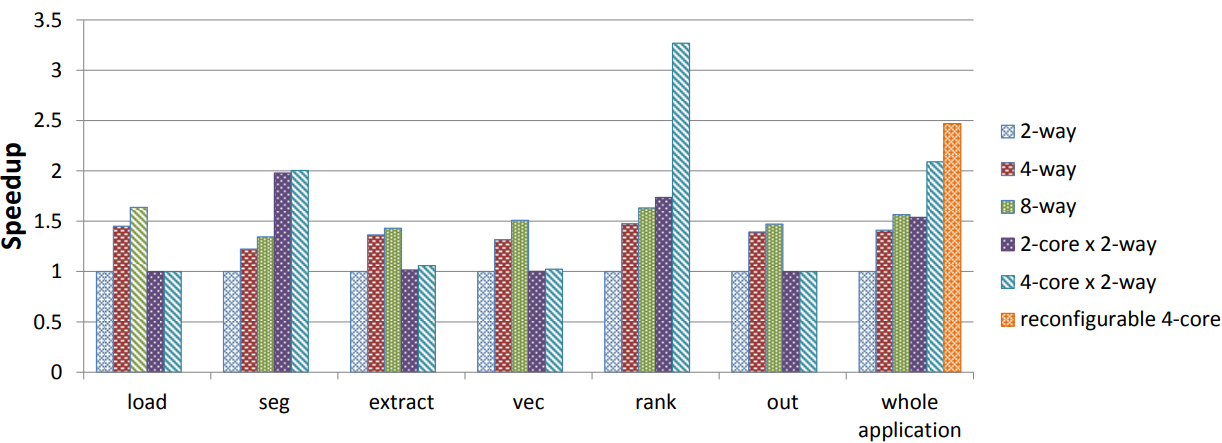 3.5
3
2.5
2
1.5
1
0.5
0
Speedup
load
seg
extract
vec
rank
out
whole
application
2-way
4-way
8-way
2-core x 2-way
4-core x 2-way
reconfigurable 4-core